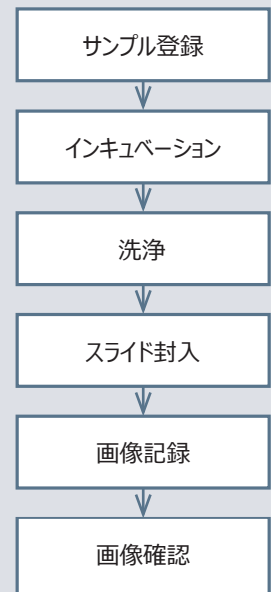 サンプル登録
インキュベーション
洗浄
スライド封入
画像記録
画像確認